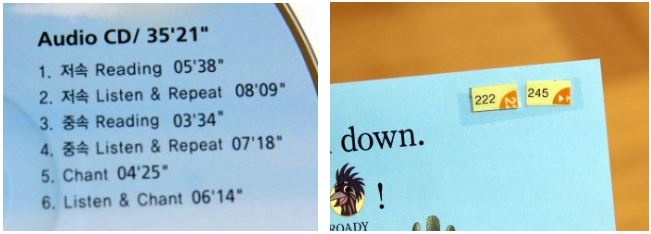 Audio CD/ 35'21"
1. 저속 Reading 05'38"
2. 저속 Listen & Repeat 08'09"
3. 중속 Reading 03'34"
4. 중속 Listen & Repeat 07'18"
5. Chant 04'25"
6. Listen & Chant 06'14"
222 245
down.
!
ROADY